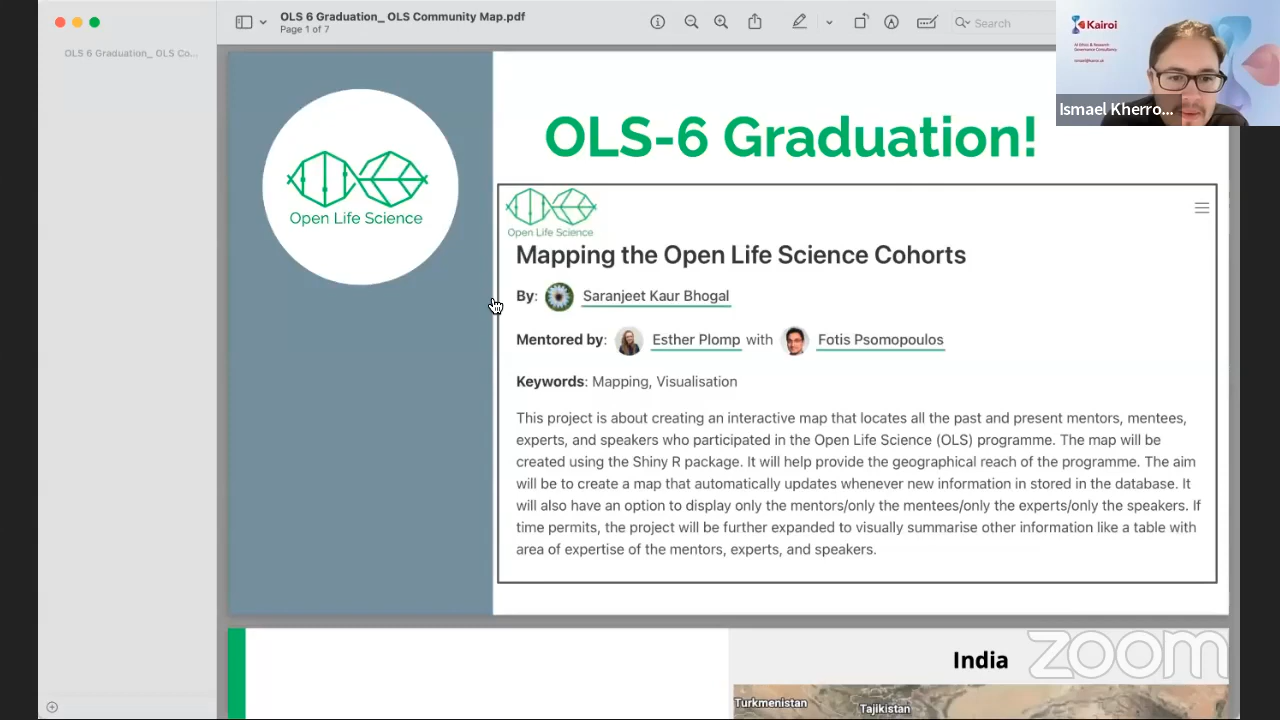 OLS 6 Graduation_ OLS Community Map.pdf
Page 1 of 7
Search
OLS 6 Graduation_ OLS Co...
Kairoi
AI Ethics & Research
Governance Consultancy
Ismael Kherro...
OLS-6 Graduation!
Open Life Science
Open Life Science
Mapping the Open Life Science Cohorts
By: Saranjeet Kaur Bhogal
Mentored by: Esther Plomp with Fotis Psomopoulos
Keywords: Mapping, Visualisation
This project is about creating an interactive map that locates all the past and present mentors, mentees,
experts, and speakers who participated in the Open Life Science (OLS) programme. The map will be
created using the Shiny R package. It will help provide the geographical reach of the programme. The aim
will be to create a map that automatically updates whenever new information in stored in the database. It
will also have an option to display only the mentors/only the mentees/only the experts/only the speakers. If
time permits, the project will be further expanded to visually summarise other information like a table with
area of expertise of the mentors, experts, and speakers.
India
zoom
Turkmenistan
Tajikistan